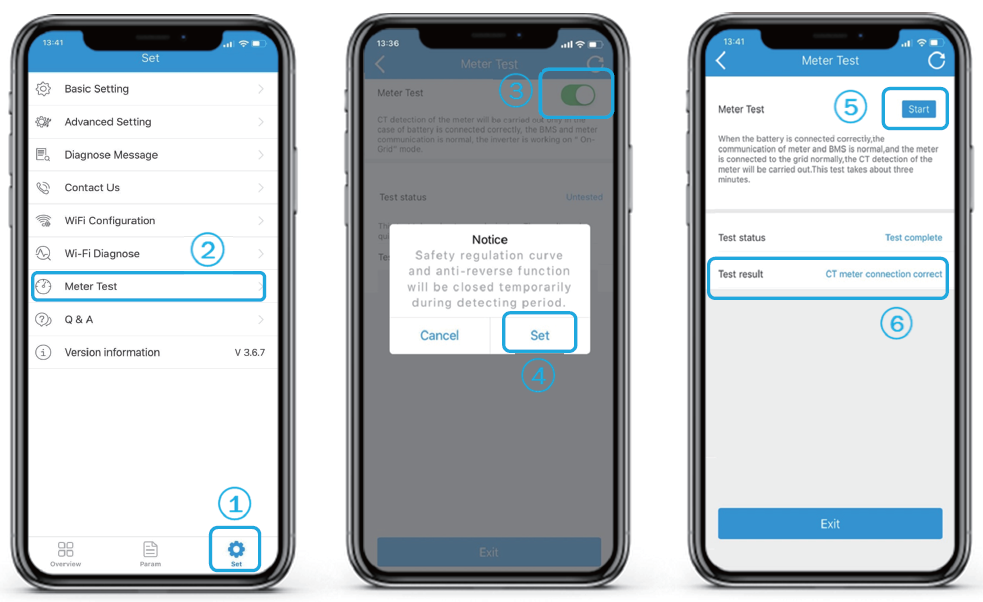 13:41
Set
Basic Setting
Advanced Setting
Diagnose Message
Contact Us
WiFi Configuration
Wi-Fi Diagnose
2
Meter Test
Q & A
Version information V 3.6.7
1
Overview Param Set
13:36
Meter Test
3
Meter Test
CT detection of the meter will be carried out only in the
case of battery is connected correctly, the BMS and meter
communication is normal, the inverter is working on " On-
Grid" mode.
Test status Untested
Notice
Safety regulation curve
and anti-reverse function
will be closed temporarily
during detecting period.
Cancel Set
4
Exit
13:41
Meter Test
5
Meter Test Start
When the battery is connected correctly,the
communication of meter and BMS is normal,and the meter
is connected to the grid normally,the CT detection of the
meter will be carried out.This test takes about three
minutes.
Test status Test complete
Test result CT meter connection correct
6
Exit